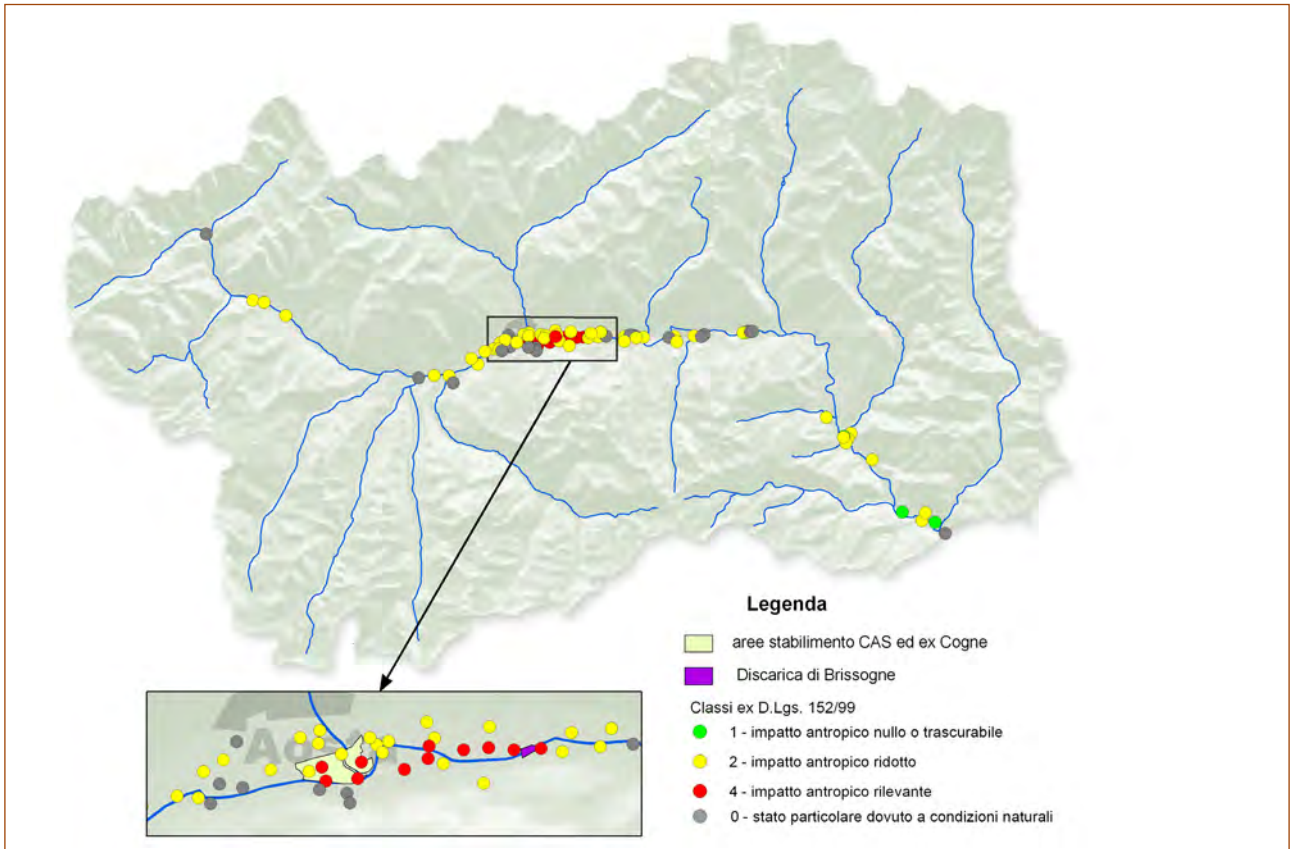 Legenda
aree stabilimento CAS ed ex Cogne
Discarica di Brissogne
Classi ex D.Lgs. 152/99
1 - impatto antropico nullo o trascurabile
2 - impatto antropico ridotto
4 - impatto antropico rilevante
0 - stato particolare dovuto a condizioni naturali